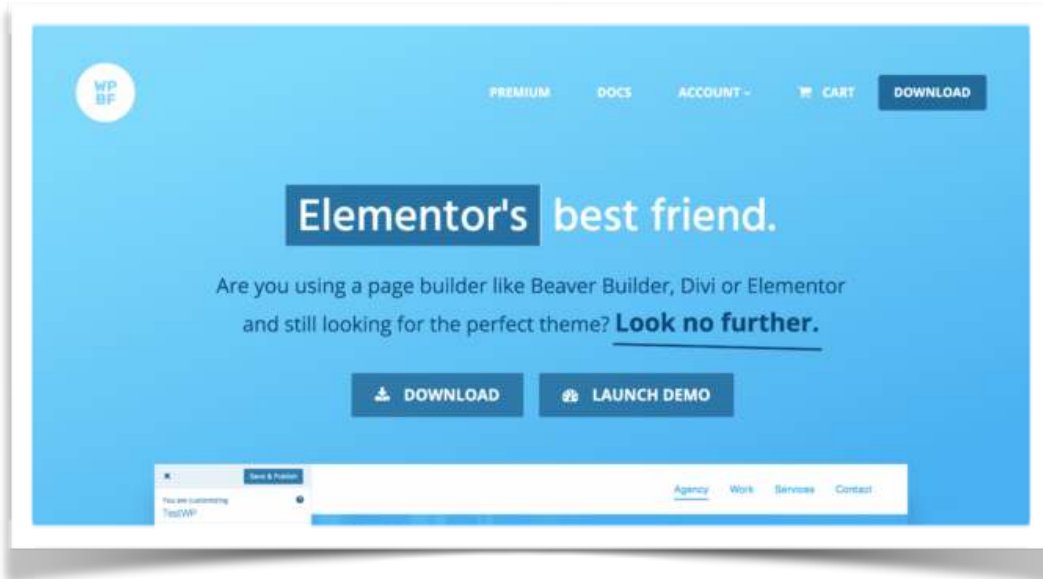 WP
BF
PREMIUM DOCS ACCOUNT CART DOWNLOAD
Elementor's best friend.
Are you using a page builder like Beaver Builder, Divi or Elementor
and still looking for the perfect theme? Look no further.
DOWNLOAD LAUNCH DEMO
Save & Publish
You are customizing
TestWP
Agency Work Services Contact